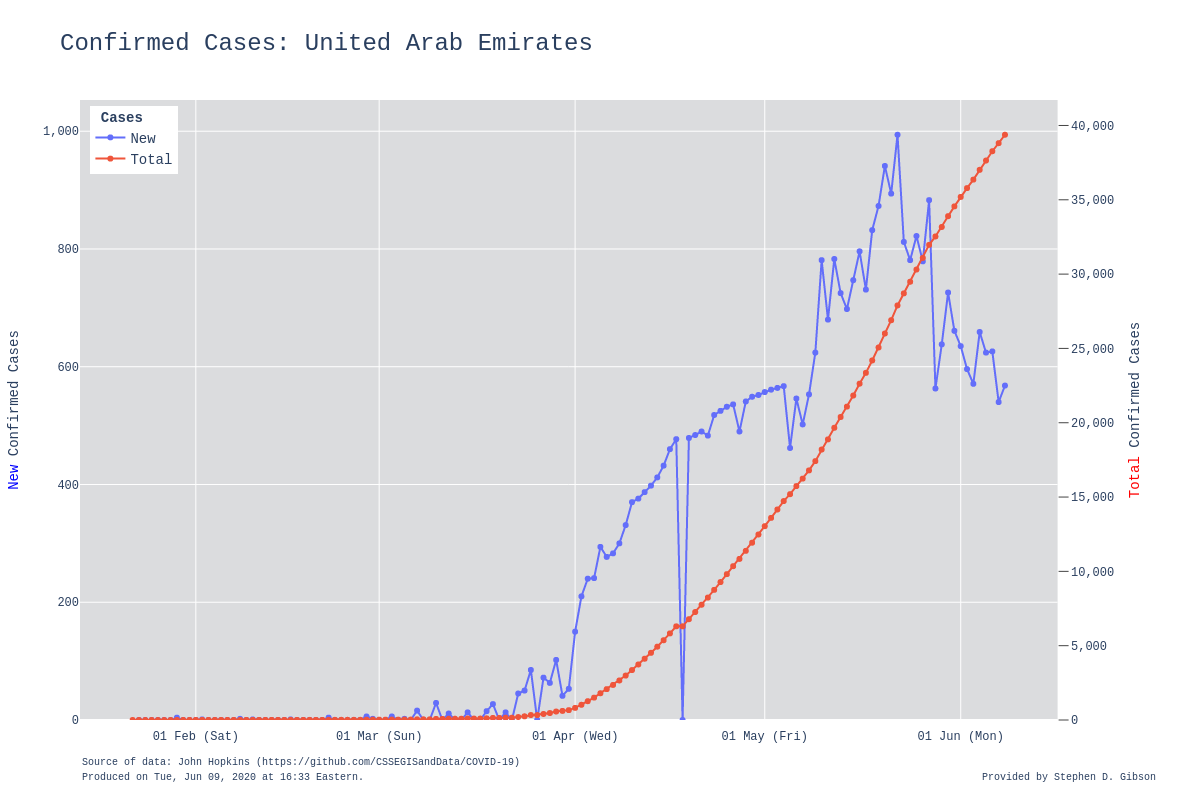 Confirmed Cases: United Arab Emirates
Cases
New
Total
1,000
800
600
400
200
0
40,000
35,000
30,000
25,000
20,000
15,000
10,000
5,000
0
New Confirmed Cases
Total Confirmed Cases
01 Feb (Sat)
01 Mar (Sun)
01 Apr (Wed)
01 May (Fri)
01 Jun (Mon)
Source of data: John Hopkins (https://github.com/CSSEGISandData/COVID-19)
Produced on Tue, Jun 09, 2020 at 16:33 Eastern.
Provided by Stephen D. Gibson